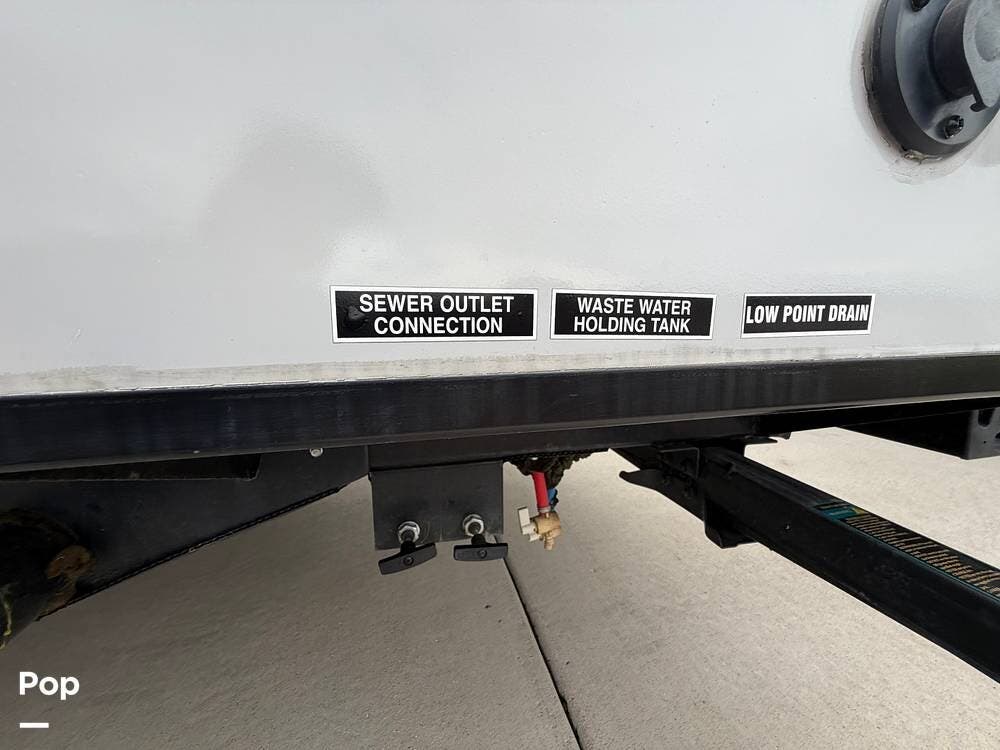 SEWER OUTLET
CONNECTION
WASTE WATER
HOLDING TANK
LOW POINT DRAIN
Pop